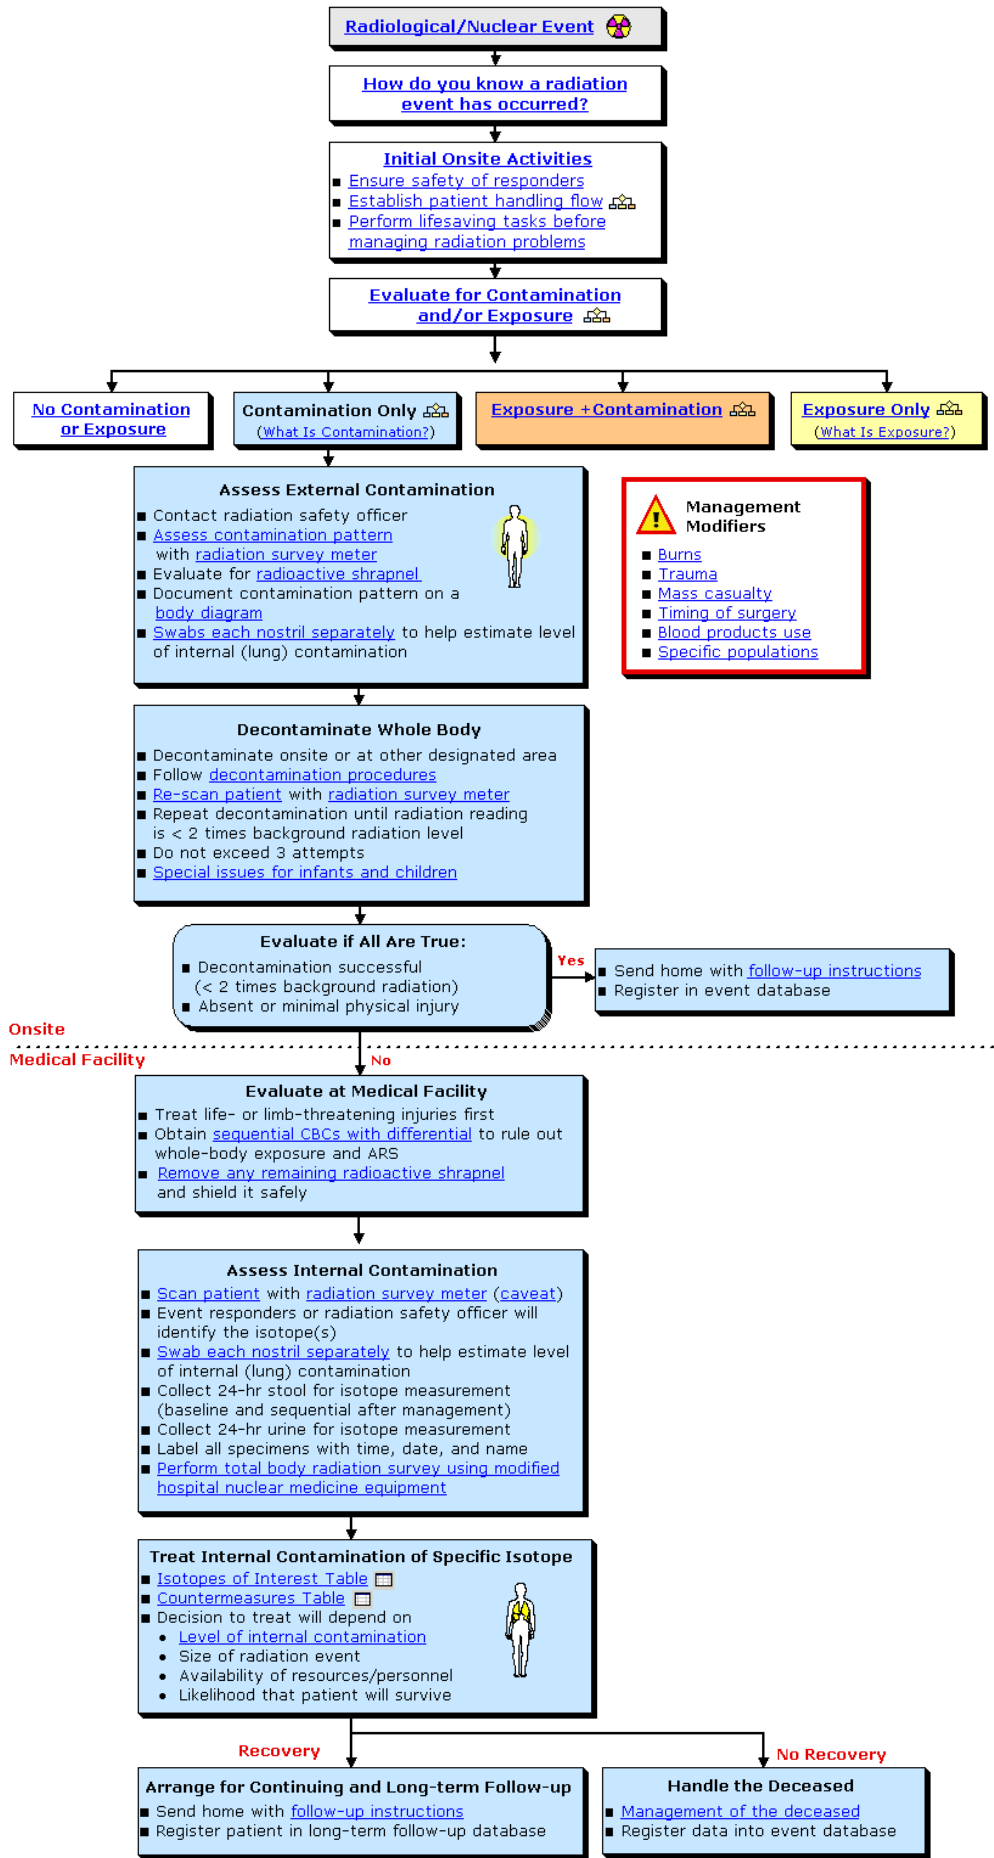 Radiological/Nuclear Event
How do you know a radiation
event has occurred?
Initial Onsite Activities
■ Ensure safety of responders
■ Establish patient handling flow
■ Perform lifesaving tasks before
managing radiation problems
Evaluate for Contamination
and/or Exposure
No Contamination
or Exposure
Contamination Only
(What Is Contamination?)
Exposure +Contamination
Exposure Only
(What Is Exposure?)
Assess External Contamination
■ Contact radiation safety officer
■ Assess contamination pattern
with radiation survey meter
■ Evaluate for radioactive shrapnel
■ Document contamination pattern on a
body diagram
■ Swabs each nostril separately to help estimate level
of internal (lung) contamination
Management
Modifiers
■ Burns
■ Trauma
■ Mass casualty
■ Timing of surgery
■ Blood products use
■ Specific populations
Decontaminate Whole Body
■ Decontaminate onsite or at other designated area
■ Follow decontamination procedures
■ Re-scan patient with radiation survey meter
■ Repeat decontamination until radiation reading
is < 2 times background radiation level
■ Do not exceed 3 attempts
■ Special issues for infants and children
Evaluate if All Are True:
■ Decontamination successful
(< 2 times background radiation)
■ Absent or minimal physical injury
Yes
■ Send home with follow-up instructions
■ Register in event database
Onsite
Medical Facility
No
Evaluate at Medical Facility
■ Treat life- or limb-threatening injuries first
■ Obtain sequential CBCs with differential to rule out
whole-body exposure and ARS
■ Remove any remaining radioactive shrapnel
and shield it safely
Assess Internal Contamination
■ Scan patient with radiation survey meter (caveat)
■ Event responders or radiation safety officer will
identify the isotope(s)
■ Swab each nostril separately to help estimate level
of internal (lung) contamination
■ Collect 24-hr stool for isotope measurement
(baseline and sequential after management)
■ Collect 24-hr urine for isotope measurement
■ Label all specimens with time, date, and name
■ Perform total body radiation survey using modified
hospital nuclear medicine equipment
Treat Internal Contamination of Specific Isotope
■ Isotopes of Interest Table
■ Countermeasures Table
■ Decision to treat will depend on
• Level of internal contamination
• Size of radiation event
• Availability of resources/personnel
• Likelihood that patient will survive
Recovery
No Recovery
Arrange for Continuing and Long-term Follow-up
■ Send home with follow-up instructions
■ Register patient in long-term follow-up database
Handle the Deceased
■ Management of the deceased
■ Register data into event database